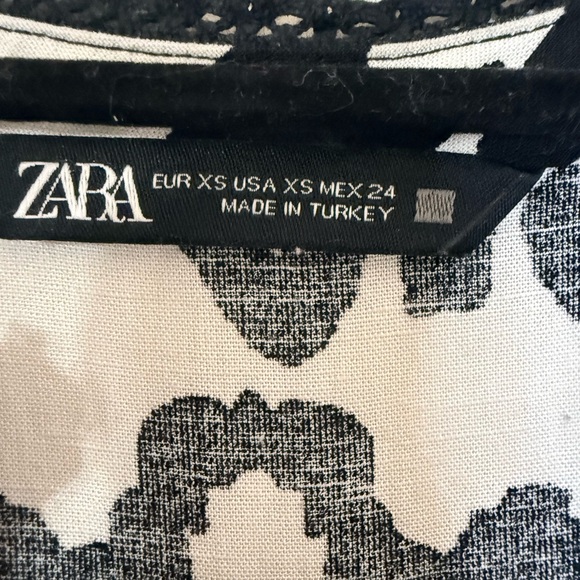 ZARA
EUR XS USA XS MEX 24
MADE IN TURKEY